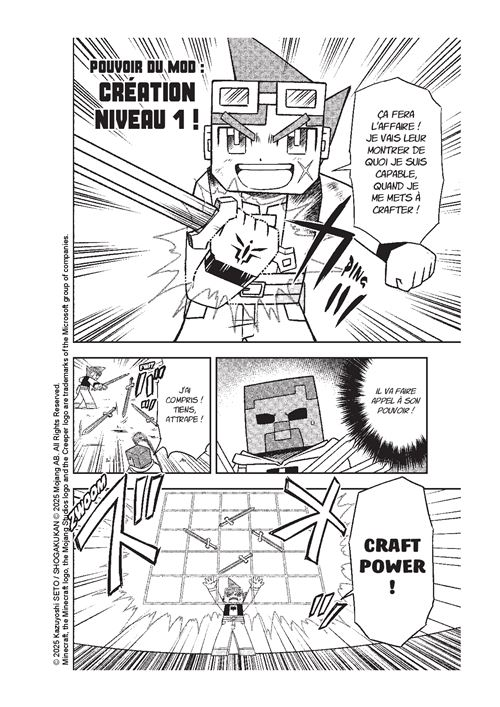 POUVOIR DU MOD :
CRÉATION
NIVEAU 1 !
ÇA FERA
L'AFFAIRE !
JE VAIS LEUR
MONTRER DE
QUOI JE SUIS
CAPABLE,
QUAND JE
ME METS À
CRAFTER !
DING
FWIT
J'AI
COMPRIS !
TIENS,
ATTRAPE !
IL VA FAIRE
APPEL À SON
POUVOIR !
ZWOOM
CRAFT
POWER
!
© 2025 Kazuyoshi SETO / SHOGAKUKAN © 2025 Mojang AB. All Rights Reserved.
Minecraft, the Minecraft logo, the Mojang Studios logo and the Creeper logo are trademarks of the Microsoft group of companies.